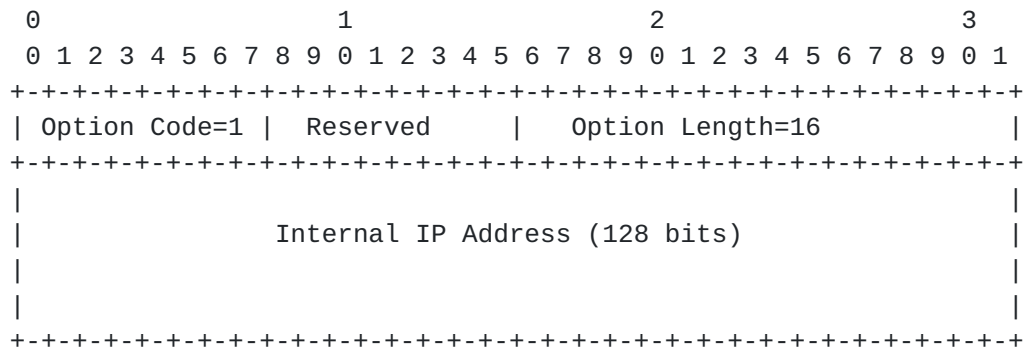 0                   1                   2                   3
 0 1 2 3 4 5 6 7 8 9 0 1 2 3 4 5 6 7 8 9 0 1 2 3 4 5 6 7 8 9 0 1
+-+-+-+-+-+-+-+-+-+-+-+-+-+-+-+-+-+-+-+-+-+-+-+-+-+-+-+-+-+-+-+-+
| Option Code=1 |  Reserved     |   Option Length=16            |
+-+-+-+-+-+-+-+-+-+-+-+-+-+-+-+-+-+-+-+-+-+-+-+-+-+-+-+-+-+-+-+-+
|                                                               |
|                Internal IP Address (128 bits)                 |
|                                                               |
|                                                               |
+-+-+-+-+-+-+-+-+-+-+-+-+-+-+-+-+-+-+-+-+-+-+-+-+-+-+-+-+-+-+-+-+